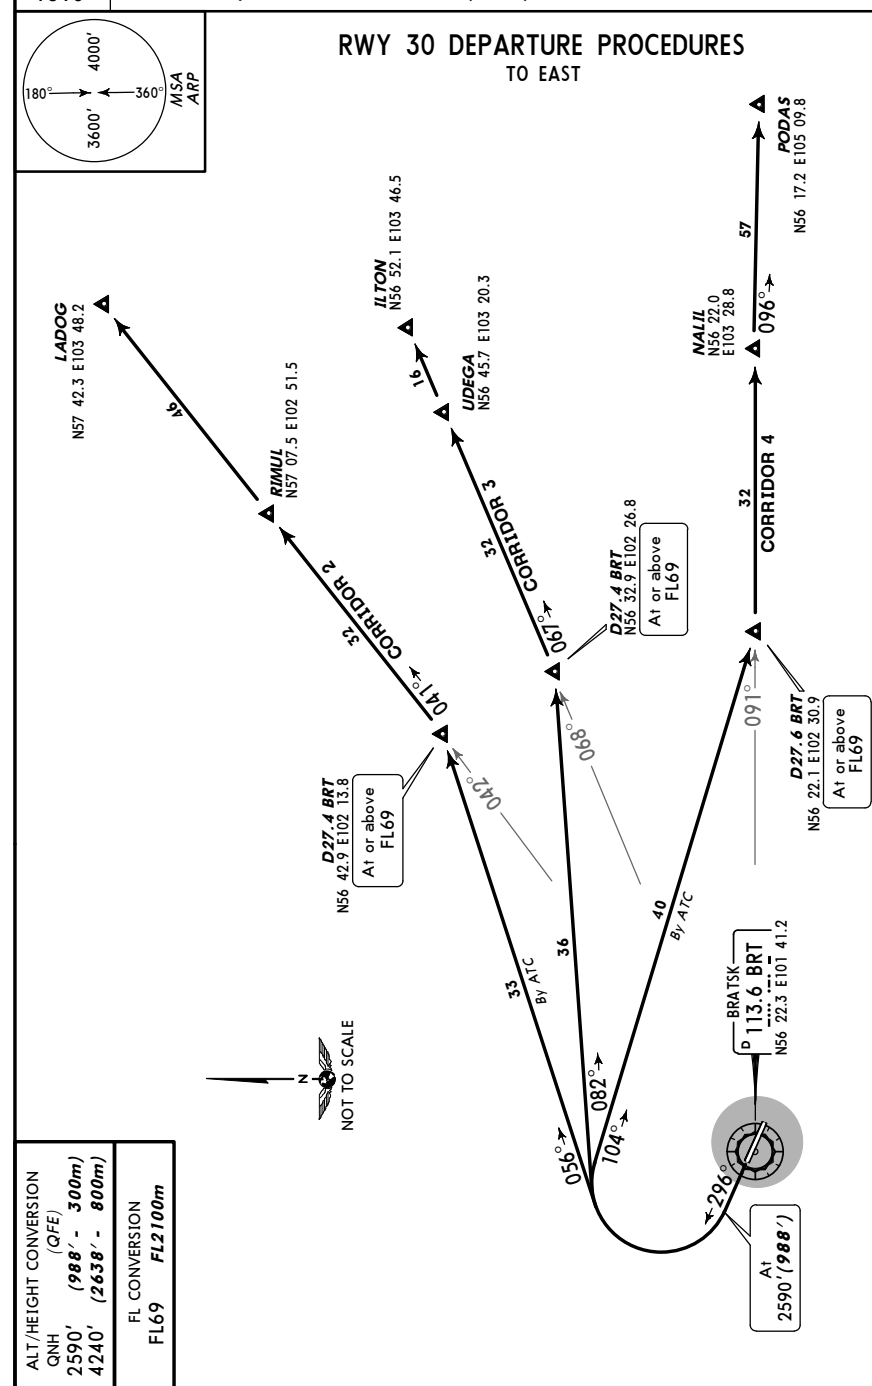 RWY 30 DEPARTURE PROCEDURES
TO EAST
MSA
ARP
180°
360°
4000'
3600'
LADOG
N57 42.3 E103 48.2
46
RIMUL
N57 07.5 E102 51.5
32
CORRIDOR 2
041°
D27.4 BRT
N56 42.9 E102 13.8
At or above
FL69
042°
ILTON
N56 52.1 E103 46.5
16
UDEGA
N56 45.7 E103 20.3
32
CORRIDOR 3
067°
D27.4 BRT
N56 32.9 E102 26.8
At or above
FL69
068°
PODAS
N56 17.2 E105 09.8
57
096°
NALIL
N56 22.0
E103 28.8
32
CORRIDOR 4
D27.6 BRT
N56 22.1 E102 30.9
At or above
FL69
091°
33
By ATC
36
40
By ATC
056°
082°
104°
296°
At
2590'(988')
BRATSK
D 113.6 BRT
N56 22.3 E101 41.2
N
NOT TO SCALE
ALT/HEIGHT CONVERSION
QNH (QFE)
2590' (988' - 300m)
4240' (2638' - 800m)
FL CONVERSION
FL69 FL2100m